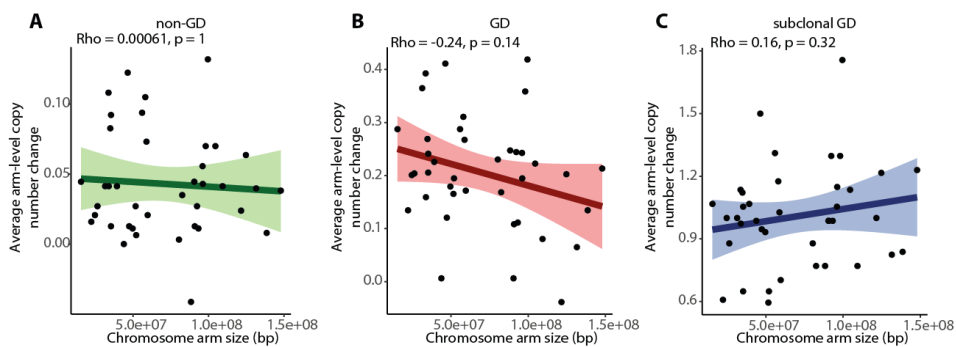 A
non-GD
Rho = 0.00061, p = 1
Average arm-level copy
number change
0.10
0.05
0.00
5.0e+07
1.0e+08
1.5e+08
Chromosome arm size (bp)
B
GD
Rho = -0.24, p = 0.14
Average arm-level copy
number change
0.4
0.3
0.2
0.1
0.0
5.0e+07
1.0e+08
1.5e+08
Chromosome arm size (bp)
C
subclonal GD
Rho = 0.16, p = 0.32
Average arm-level copy
number change
1.8
1.5
1.2
0.9
0.6
5.0e+07
1.0e+08
1.5e+08
Chromosome arm size (bp)